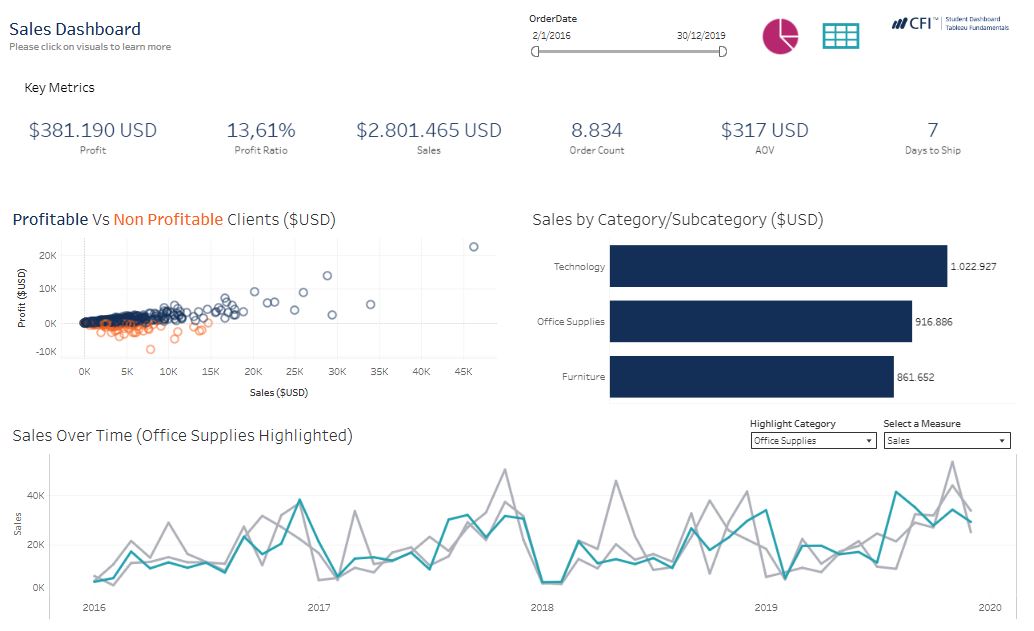 Sales Dashboard
Please click on visuals to learn more
OrderDate
2/1/2016 30/12/2019
CFI™ Student Dashboard
Tableau Fundamentals
Key Metrics
$381.190 USD 13,61% $2.801.465 USD 8.834 $317 USD 7
Profit Profit Ratio Sales Order Count AOV Days to Ship
Profitable Vs Non Profitable Clients ($USD)
Profit ($USD)
20K
10K
0K
-10K
0K 5K 10K 15K 20K 25K 30K 35K 40K 45K
Sales ($USD)
Sales by Category/Subcategory ($USD)
Technology 1.022.927
Office Supplies 916.886
Furniture 861.652
Sales Over Time (Office Supplies Highlighted)
Highlight Category Select a Measure
Office Supplies Sales
Sales
40K
20K
0K
2016 2017 2018 2019 2020